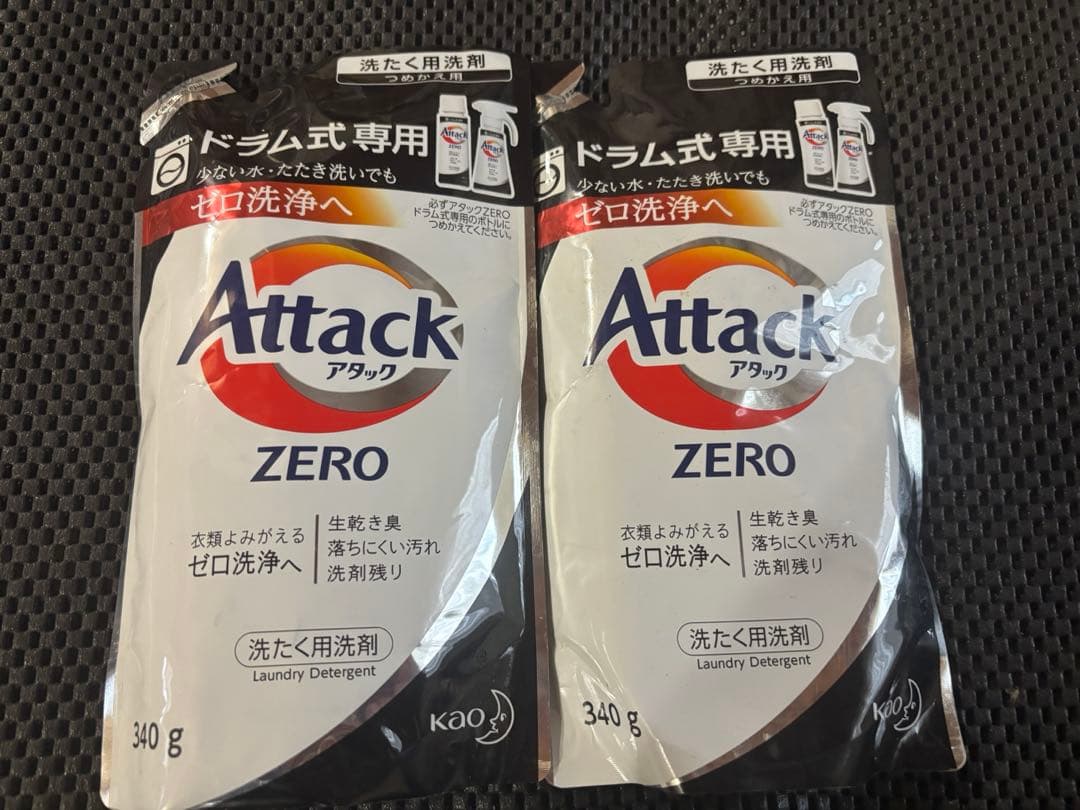 洗たく用洗剤
つめかえ用
ドラム式専用
少ない水・たたき洗いでも
ゼロ洗浄へ
必ずアタックZERO
ドラム式専用のボトルに
つめかえてください。
Attack
アタック
ZERO
衣類よみがえる
ゼロ洗浄へ
生乾き臭
落ちにくい汚れ
洗剤残り
洗たく用洗剤
Laundry Detergent
340 g
Kao
洗たく用洗剤
つめかえ用
ドラム式専用
少ない水・たたき洗いでも
ゼロ洗浄へ
必ずアタックZERO
ドラム式専用のボトルに
つめかえてください。
Attack
アタック
ZERO
衣類よみがえる
ゼロ洗浄へ
生乾き臭
落ちにくい汚れ
洗剤残り
洗たく用洗剤
Laundry Detergent
340 g
Kao